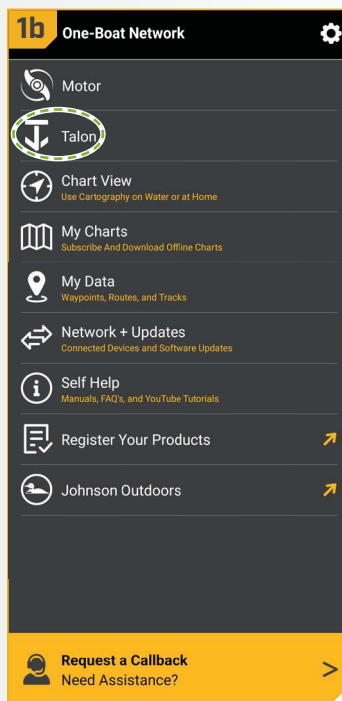 1b
One-Boat Network
Motor
Talon
Chart View
Use Cartography on Water or at Home
My Charts
Subscribe And Download Offline Charts
My Data
Waypoints, Routes, and Tracks
Network + Updates
Connected Devices and Software Updates
Self Help
Manuals, FAQ's, and YouTube Tutorials
Register Your Products
Johnson Outdoors
Request a Callback
Need Assistance?